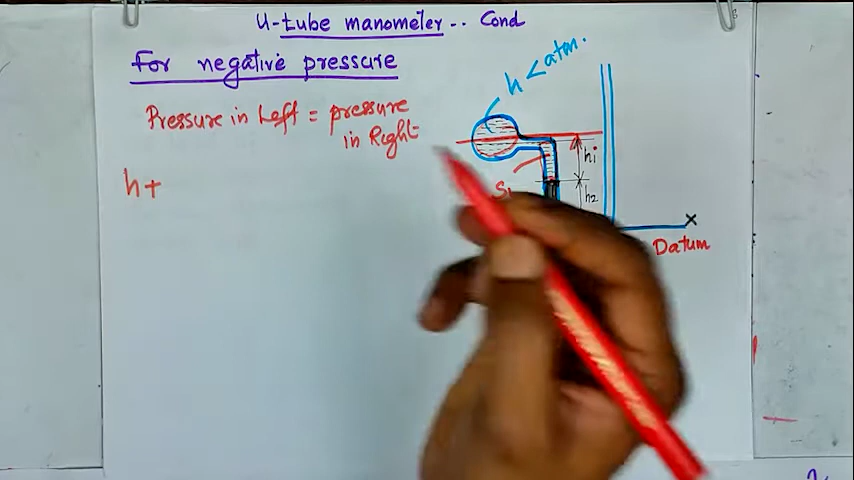 U-tube manometer.. Cond
For negative pressure
h < atm.
Pressure in Left = pressure
in Right
h+
h1
S1
h2
X
Datum